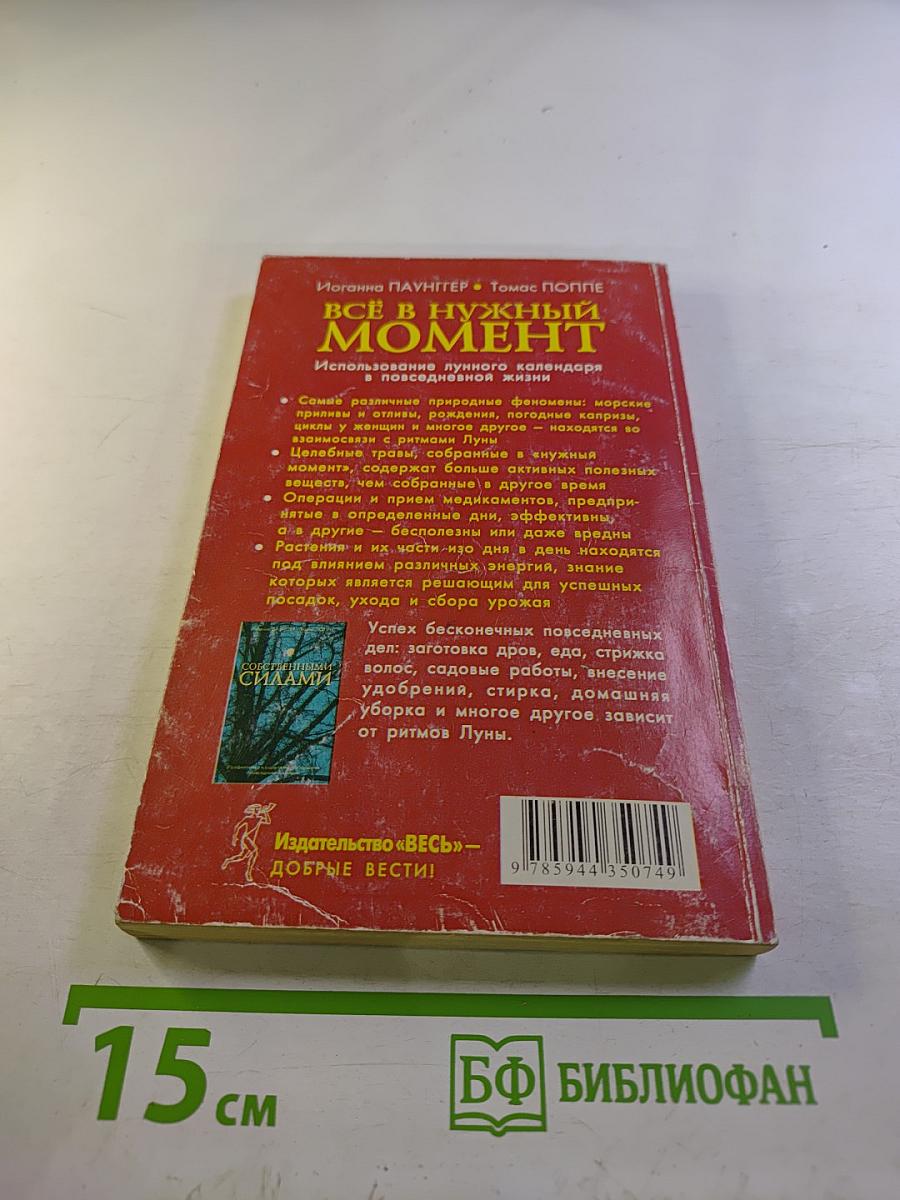 Иоганна ПАУНГГЕР • Томас ПОППЕ
ВСЁ В НУЖНЫЙ
МОМЕНТ
Использование лунного календаря
в повседневной жизни
• Самые различные природные феномены: морские
приливы и отливы, рождения, погодные капризы,
циклы у женщин и многое другое — находятся во
взаимосвязи с ритмами Луны
• Целебные травы, собранные в «нужный
момент», содержат больше активных полезных
веществ, чем собранные в другое время
• Операции и прием медикаментов, предпри-
нятые в определенные дни, эффективны,
а в другие — бесполезны или даже вредны
• Растения и их части изо дня в день находятся
под влиянием различных энергий, знание
которых является решающим для успешных
посадок, ухода и сбора урожая
СОБСТВЕННЫМИ
СИЛАМИ
Успех бесконечных повседневных
дел: заготовка дров, еда, стрижка
волос, садовые работы, внесение
удобрений, стирка, домашняя
уборка и многое другое зависит
от ритмов Луны.
Издательство «ВЕСЬ» —
ДОБРЫЕ ВЕСТИ!
9 785944 350749
15 см
БФ БИБЛИОФАН